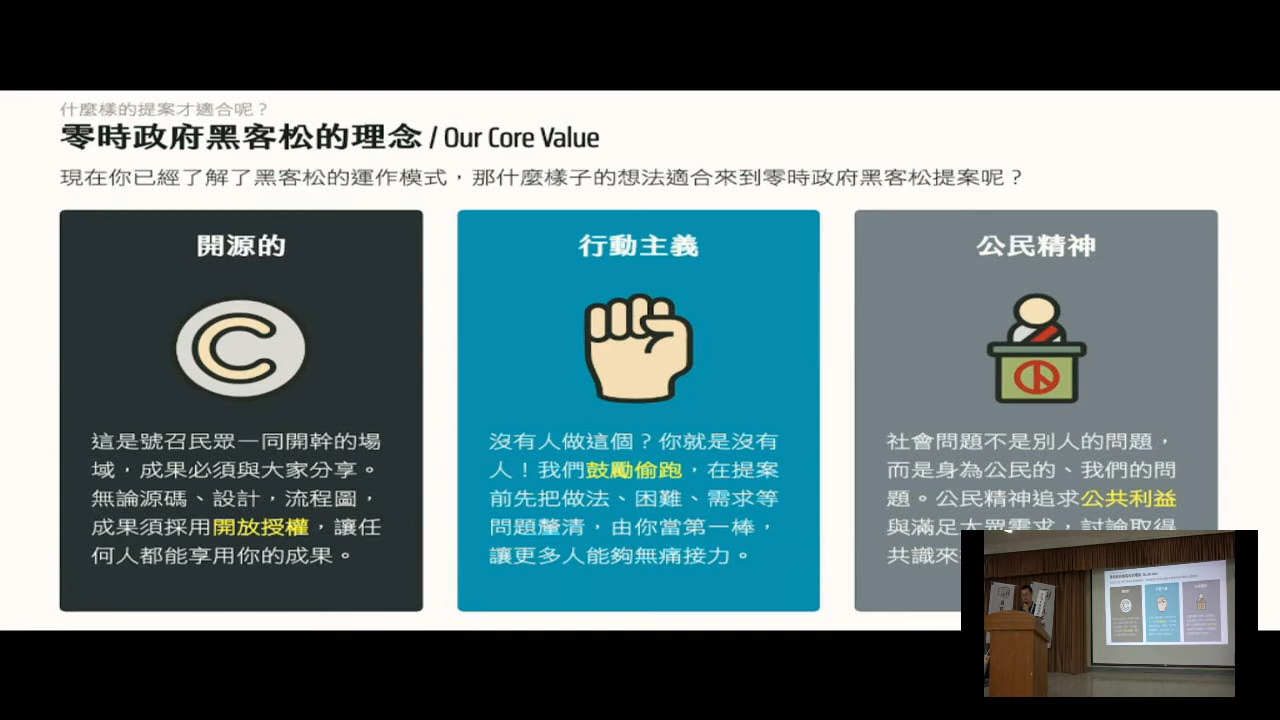 什麼樣的提案才適合呢？
零時政府黑客松的理念 / Our Core Value
現在你已經了解了黑客松的運作模式，那什麼樣子的想法適合來到零時政府黑客松提案呢？
開源的
這是號召民眾一同開幹的場
域，成果必須與大家分享。
無論源碼、設計，流程圖，
成果須採用開放授權，讓任
何人都能享用你的成果。
行動主義
沒有人做這個？你就是沒有
人！我們鼓勵偷跑，在提案
前先把做法、困難、需求等
問題釐清，由你當第一棒，
讓更多人能夠無痛接力。
公民精神
社會問題不是別人的問題，
而是身為公民的、我們的問
題。公民精神追求公共利益
與滿足大眾需求，討論取得
共識來